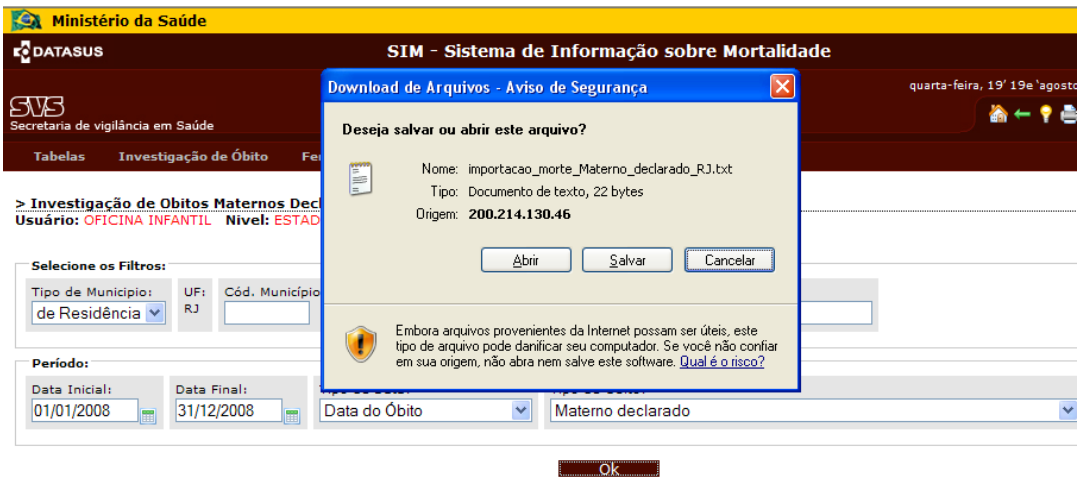 Ministério da Saúde
DATASUS
SIM - Sistema de Informação sobre Mortalidade
quarta-feira, 19' 19e'agosto
SVS
Secretaria de vigilância em Saúde
Tabelas Investigação de Óbito Fe
Download de Arquivos - Aviso de Segurança
Deseja salvar ou abrir este arquivo?
Nome: importacao_morte_Materno_declarado_RJ.txt
Tipo: Documento de texto, 22 bytes
Origem: 200.214.130.46
Abrir Salvar Cancelar
Embora arquivos provenientes da Internet possam ser úteis, este
tipo de arquivo pode danificar seu computador. Se você não confiar
em sua origem, não abra nem salve este software. Qual é o risco?
> Investigação de Obitos Maternos Decl
Usuário: OFICINA INFANTIL Nivel: ESTAD
Selecione os Filtros:
Tipo de Municipio: UF: Cód. Município
de Residência RJ
Período:
Data Inicial: Data Final:
01/01/2008 31/12/2008 Data do Óbito Materno declarado
Ok